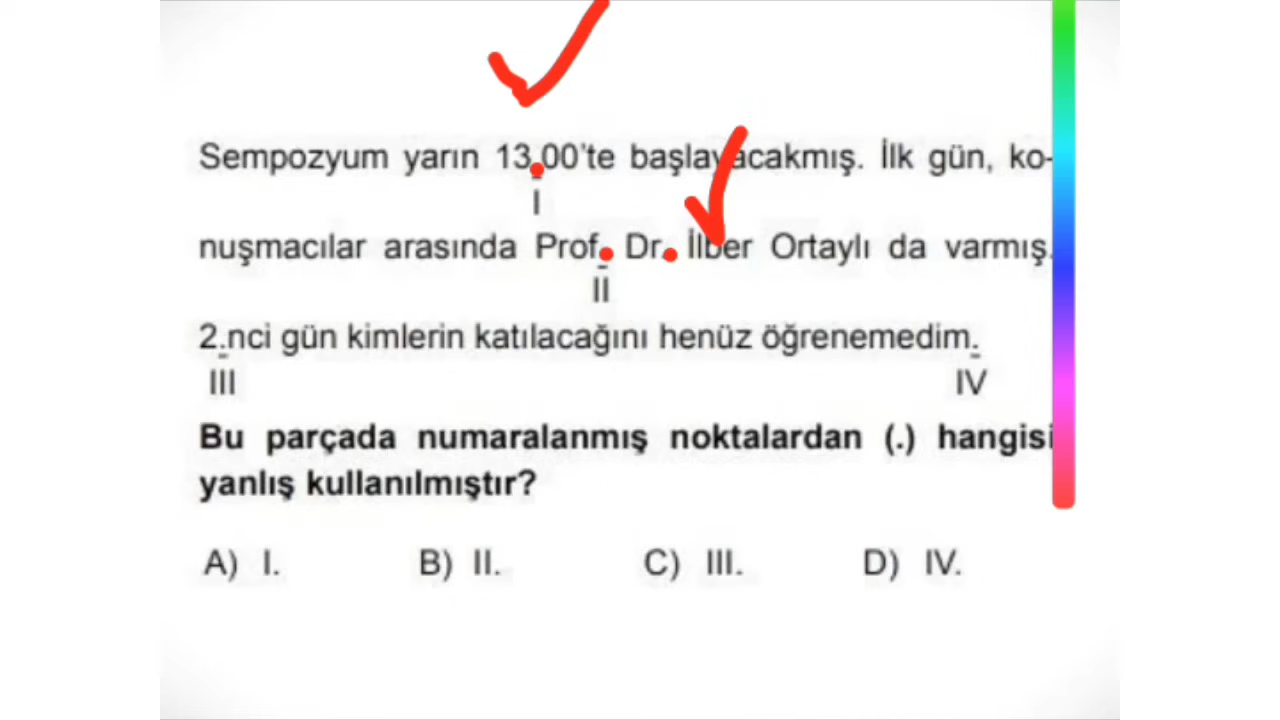 Sempozyum yarın 13.00'te başlayacakmış. İlk gün, ko-
I
nuşmacılar arasında Prof. Dr. İlber Ortaylı da varmış.
II
2.nci gün kimlerin katılacağını henüz öğrenemedim.
III IV
Bu parçada numaralanmış noktalardan (.) hangisi
yanlış kullanılmıştır?
A) I. B) II. C) III. D) IV.